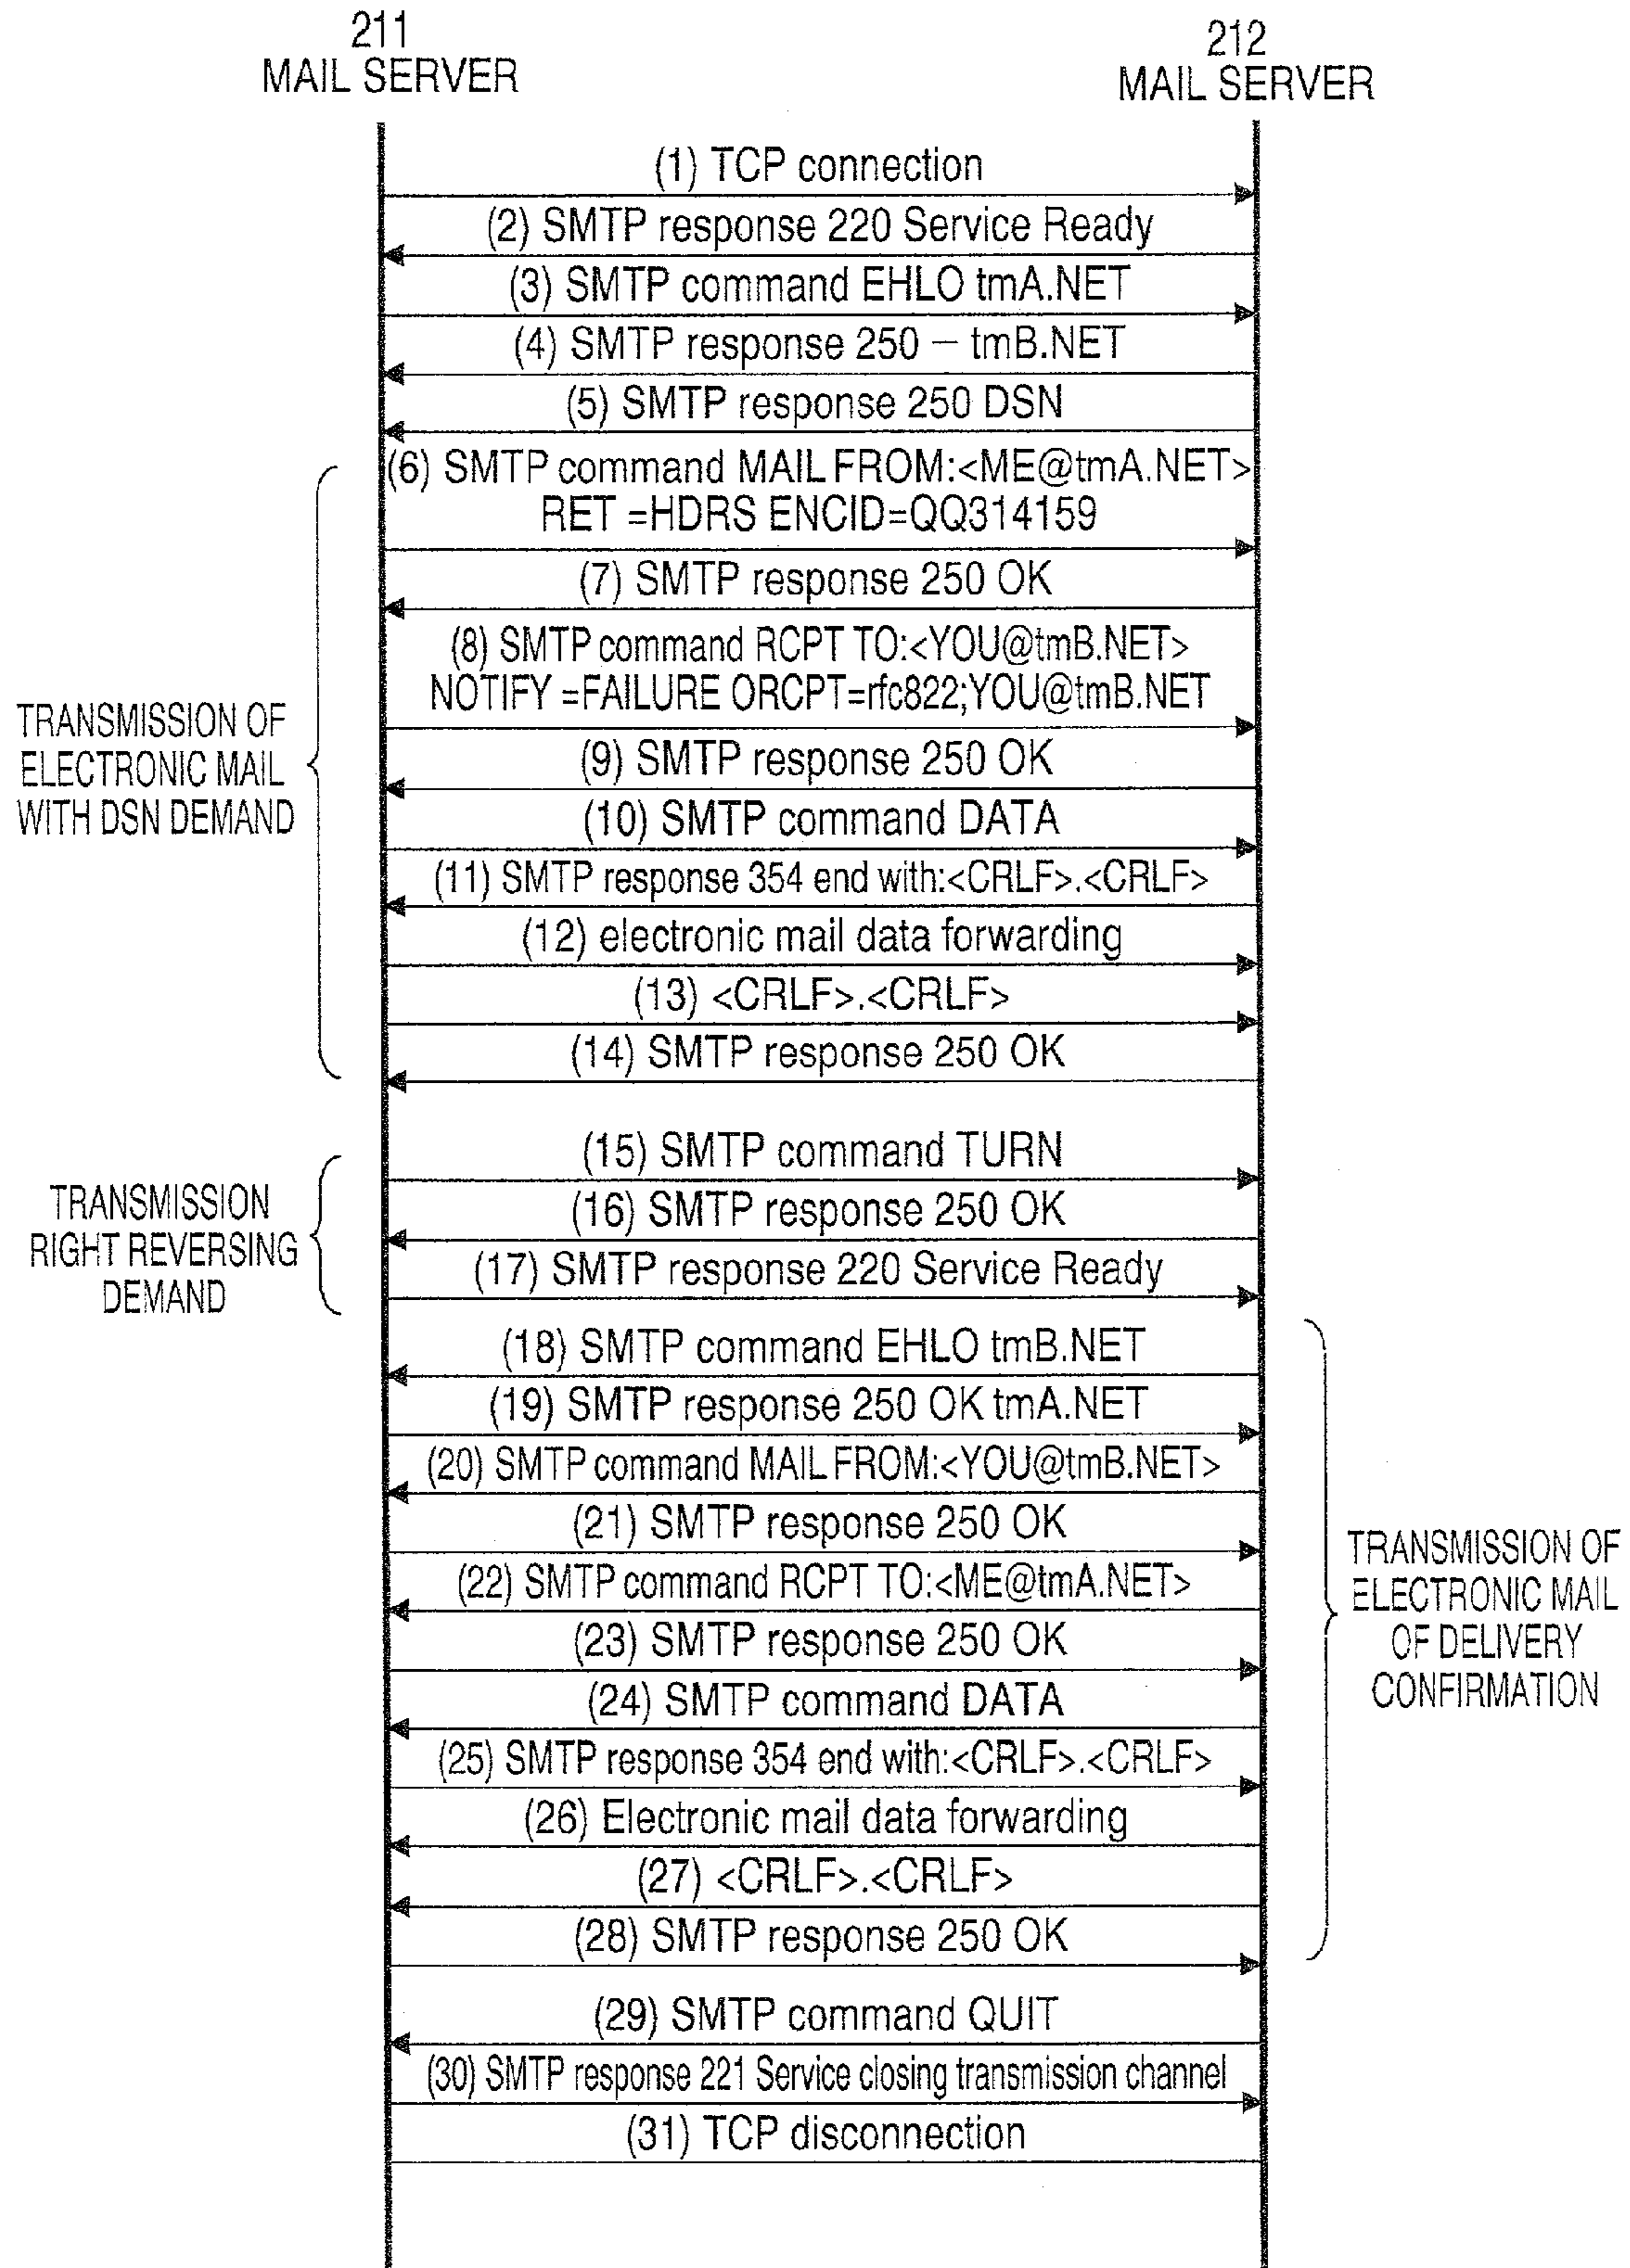 211
MAIL SERVER
212
MAIL SERVER
(1) TCP connection
(2) SMTP response 220 Service Ready
(3) SMTP command EHLO tmA.NET
(4) SMTP response 250 – tmB.NET
(5) SMTP response 250 DSN
(6) SMTP command MAIL FROM:<ME@tmA.NET>
RET =HDRS ENCID=QQ314159
(7) SMTP response 250 OK
(8) SMTP command RCPT TO:<YOU@tmB.NET>
NOTIFY =FAILURE ORCPT=rfc822;YOU@tmB.NET
(9) SMTP response 250 OK
(10) SMTP command DATA
(11) SMTP response 354 end with:<CRLF>.<CRLF>
(12) electronic mail data forwarding
(13) <CRLF>.<CRLF>
(14) SMTP response 250 OK
TRANSMISSION OF
ELECTRONIC MAIL
WITH DSN DEMAND
(15) SMTP command TURN
(16) SMTP response 250 OK
(17) SMTP response 220 Service Ready
TRANSMISSION
RIGHT REVERSING
DEMAND
(18) SMTP command EHLO tmB.NET
(19) SMTP response 250 OK tmA.NET
(20) SMTP command MAIL FROM:<YOU@tmB.NET>
(21) SMTP response 250 OK
(22) SMTP command RCPT TO:<ME@tmA.NET>
(23) SMTP response 250 OK
(24) SMTP command DATA
(25) SMTP response 354 end with:<CRLF>.<CRLF>
(26) Electronic mail data forwarding
(27) <CRLF>.<CRLF>
(28) SMTP response 250 OK
TRANSMISSION OF
ELECTRONIC MAIL
OF DELIVERY
CONFIRMATION
(29) SMTP command QUIT
(30) SMTP response 221 Service closing transmission channel
(31) TCP disconnection